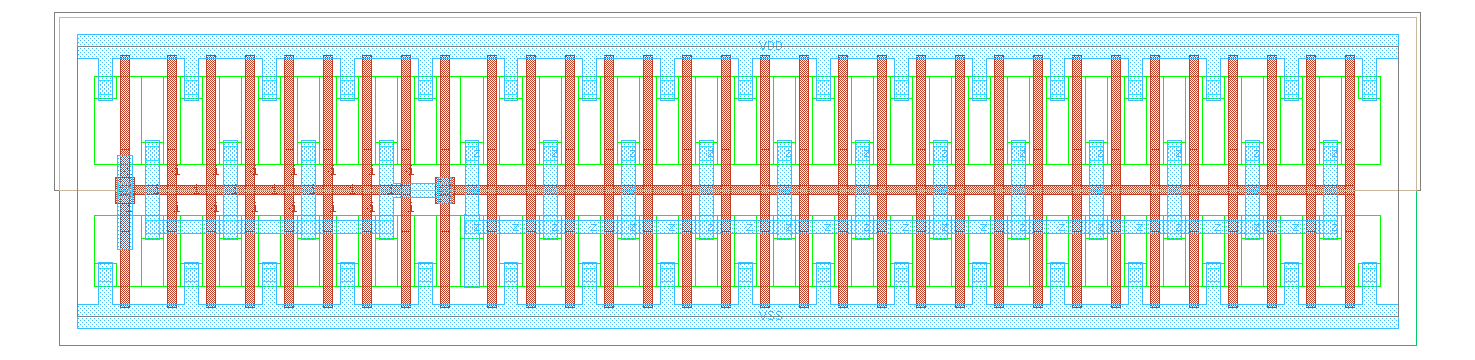 VDD
Z Z Z Z Z Z Z Z Z Z Z Z
I I I I I I I
I I I I I I I
I I I I I I I I
Z Z Z Z Z Z Z Z Z Z Z Z Z Z Z Z Z Z Z Z Z Z Z
VSS